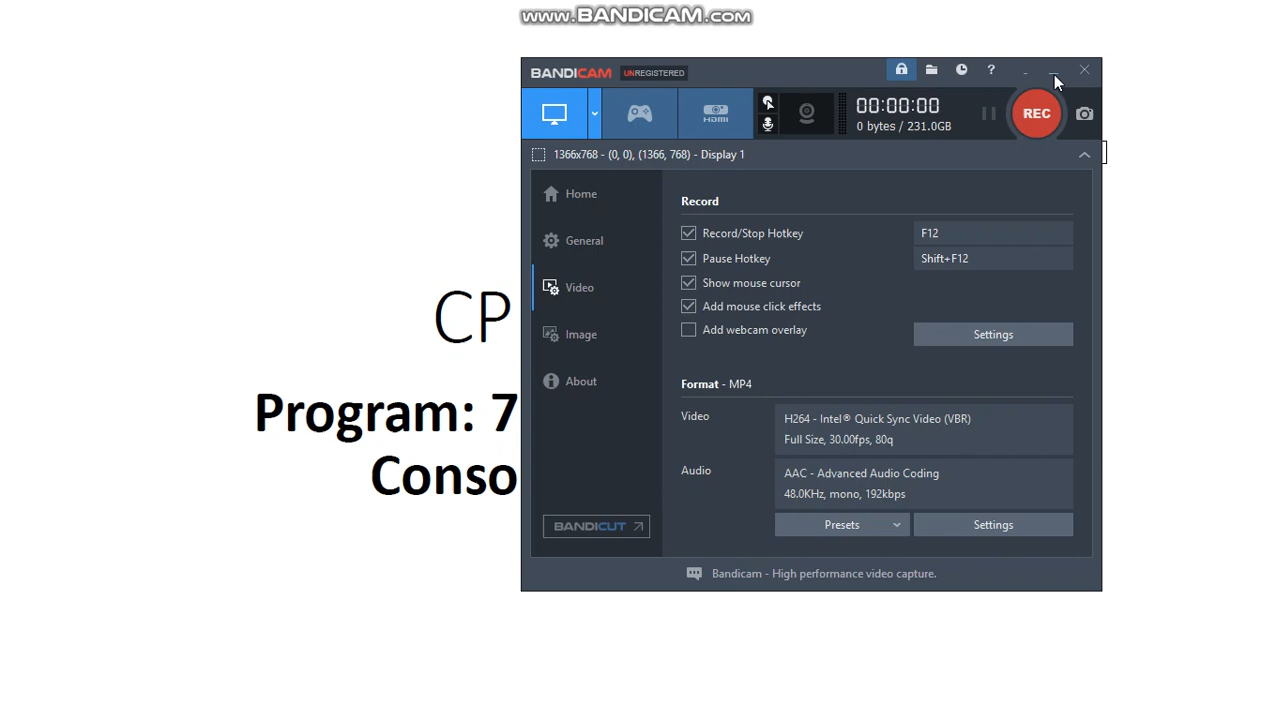 www.BANDICAM.com
BANDICAM UNREGISTERED
?
HDMI
00:00:00
0 bytes / 231.0GB
REC
1366x768 - (0, 0), (1366, 768) - Display 1
Home
General
Video
Image
About
BANDICUT
Record
Record/Stop Hotkey F12
Pause Hotkey Shift+F12
Show mouse cursor
Add mouse click effects
Add webcam overlay
Settings
Format - MP4
Video
H264 - Intel® Quick Sync Video (VBR)
Full Size, 30.00fps, 80q
Audio
AAC - Advanced Audio Coding
48.0KHz, mono, 192kbps
Presets
Settings
Bandicam - High performance video capture.
CP
Program: 7
Conso